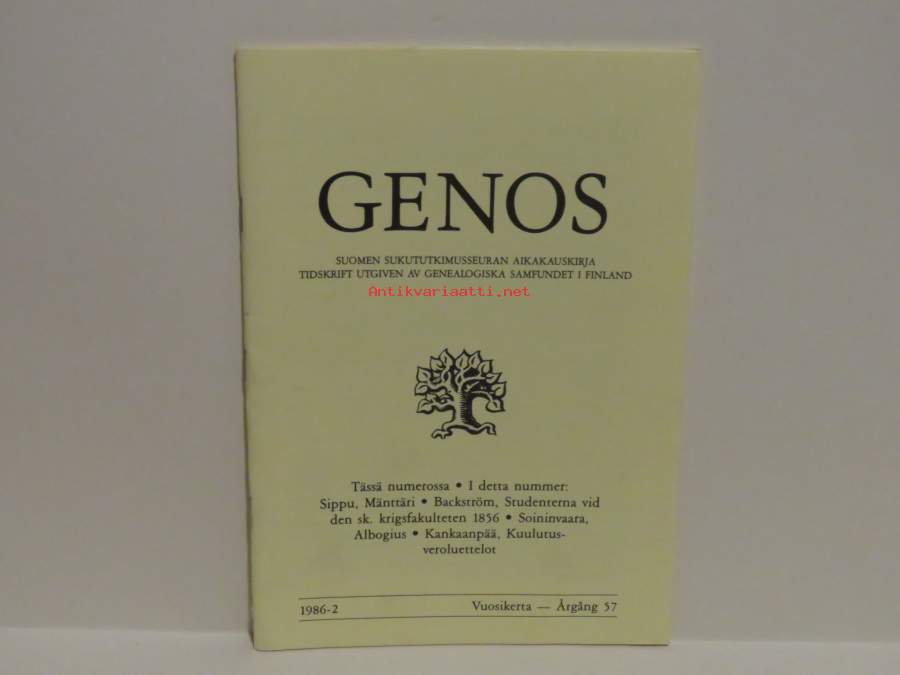 GENOS
SUOMEN SUKUTUTKIMUSSEURAN AIKAKAUSKIRJA
TIDSKRIFT UTGIVEN AV GENEALOGISKA SAMFUNDET I FINLAND
Antikvariaatti.net
Tässä numerossa • I detta nummer:
Sippu, Mänttäri • Backström, Studenterna vid
den sk. krigsfakulteten 1856 • Soininvaara,
Albogius • Kankaanpää, Kuulutus-
veroluettelot
1986-2 Vuosikerta — Årgång 57